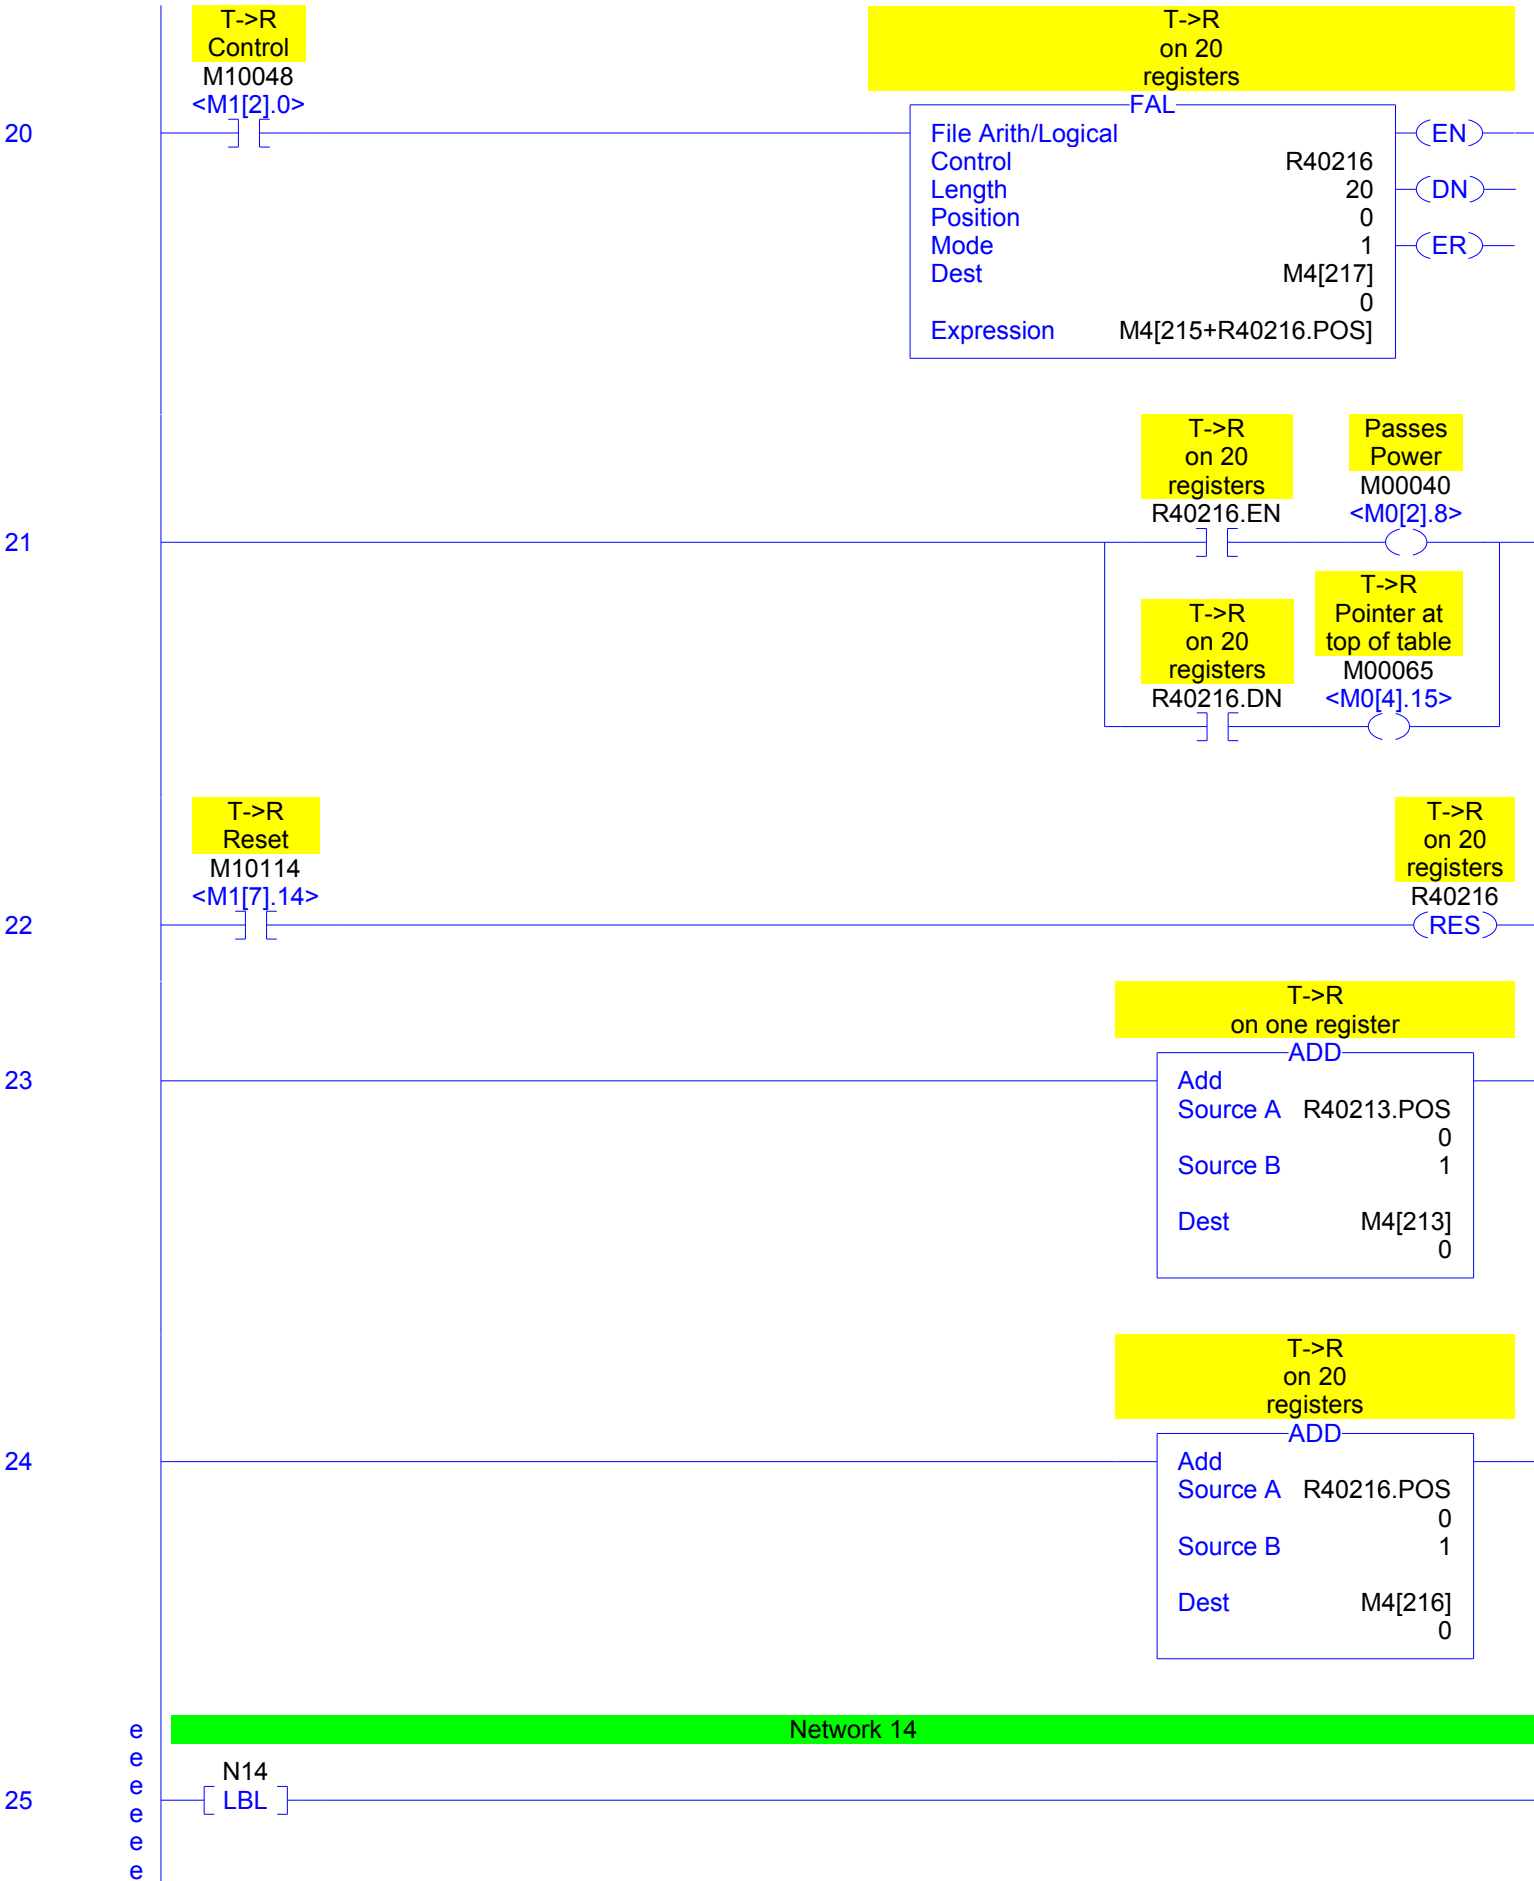 T->R
Control
M10048
<M1[2].0>
20
T->R
on 20
registers
FAL
File Arith/Logical
Control R40216
Length 20
Position 0
Mode 1
Dest M4[217]
0
Expression M4[215+R40216.POS]
EN
DN
ER
21
T->R
on 20
registers
R40216.EN
Passes
Power
M00040
<M0[2].8>
T->R
on 20
registers
R40216.DN
T->R
Pointer at
top of table
M00065
<M0[4].15>
T->R
Reset
M10114
<M1[7].14>
22
T->R
on 20
registers
R40216
RES
T->R
on one register
23
ADD
Add
Source A R40213.POS
0
Source B 1
Dest M4[213]
0
T->R
on 20
registers
24
ADD
Add
Source A R40216.POS
0
Source B 1
Dest M4[216]
0
Network 14
e
e
e
e
e
e
25
N14
LBL